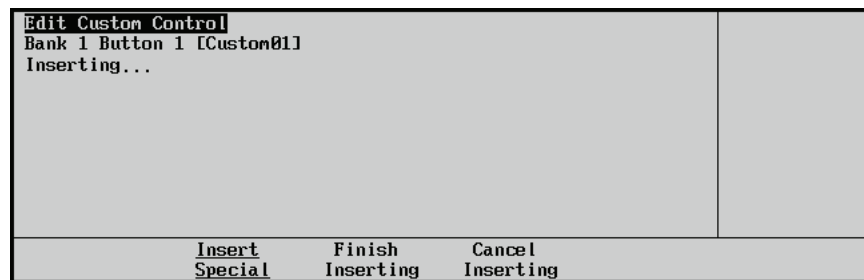 Edit Custom Control
Bank 1 Button 1 [Custom01]
Inserting...
Insert Finish Cancel
Special Inserting Inserting